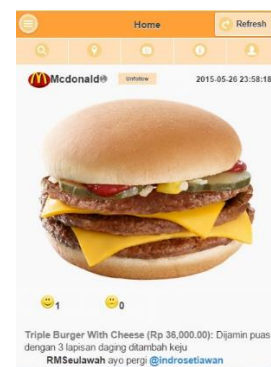 Home
Refresh
Mcdonald®
Unfollow
2015-05-26 23:58:18
1
0
Triple Burger With Cheese (Rp 36,000.00): Dijamin puas
dengan 3 lapisan daging ditambah keju
RMSeulawah ayo pergi @indrosetiawan